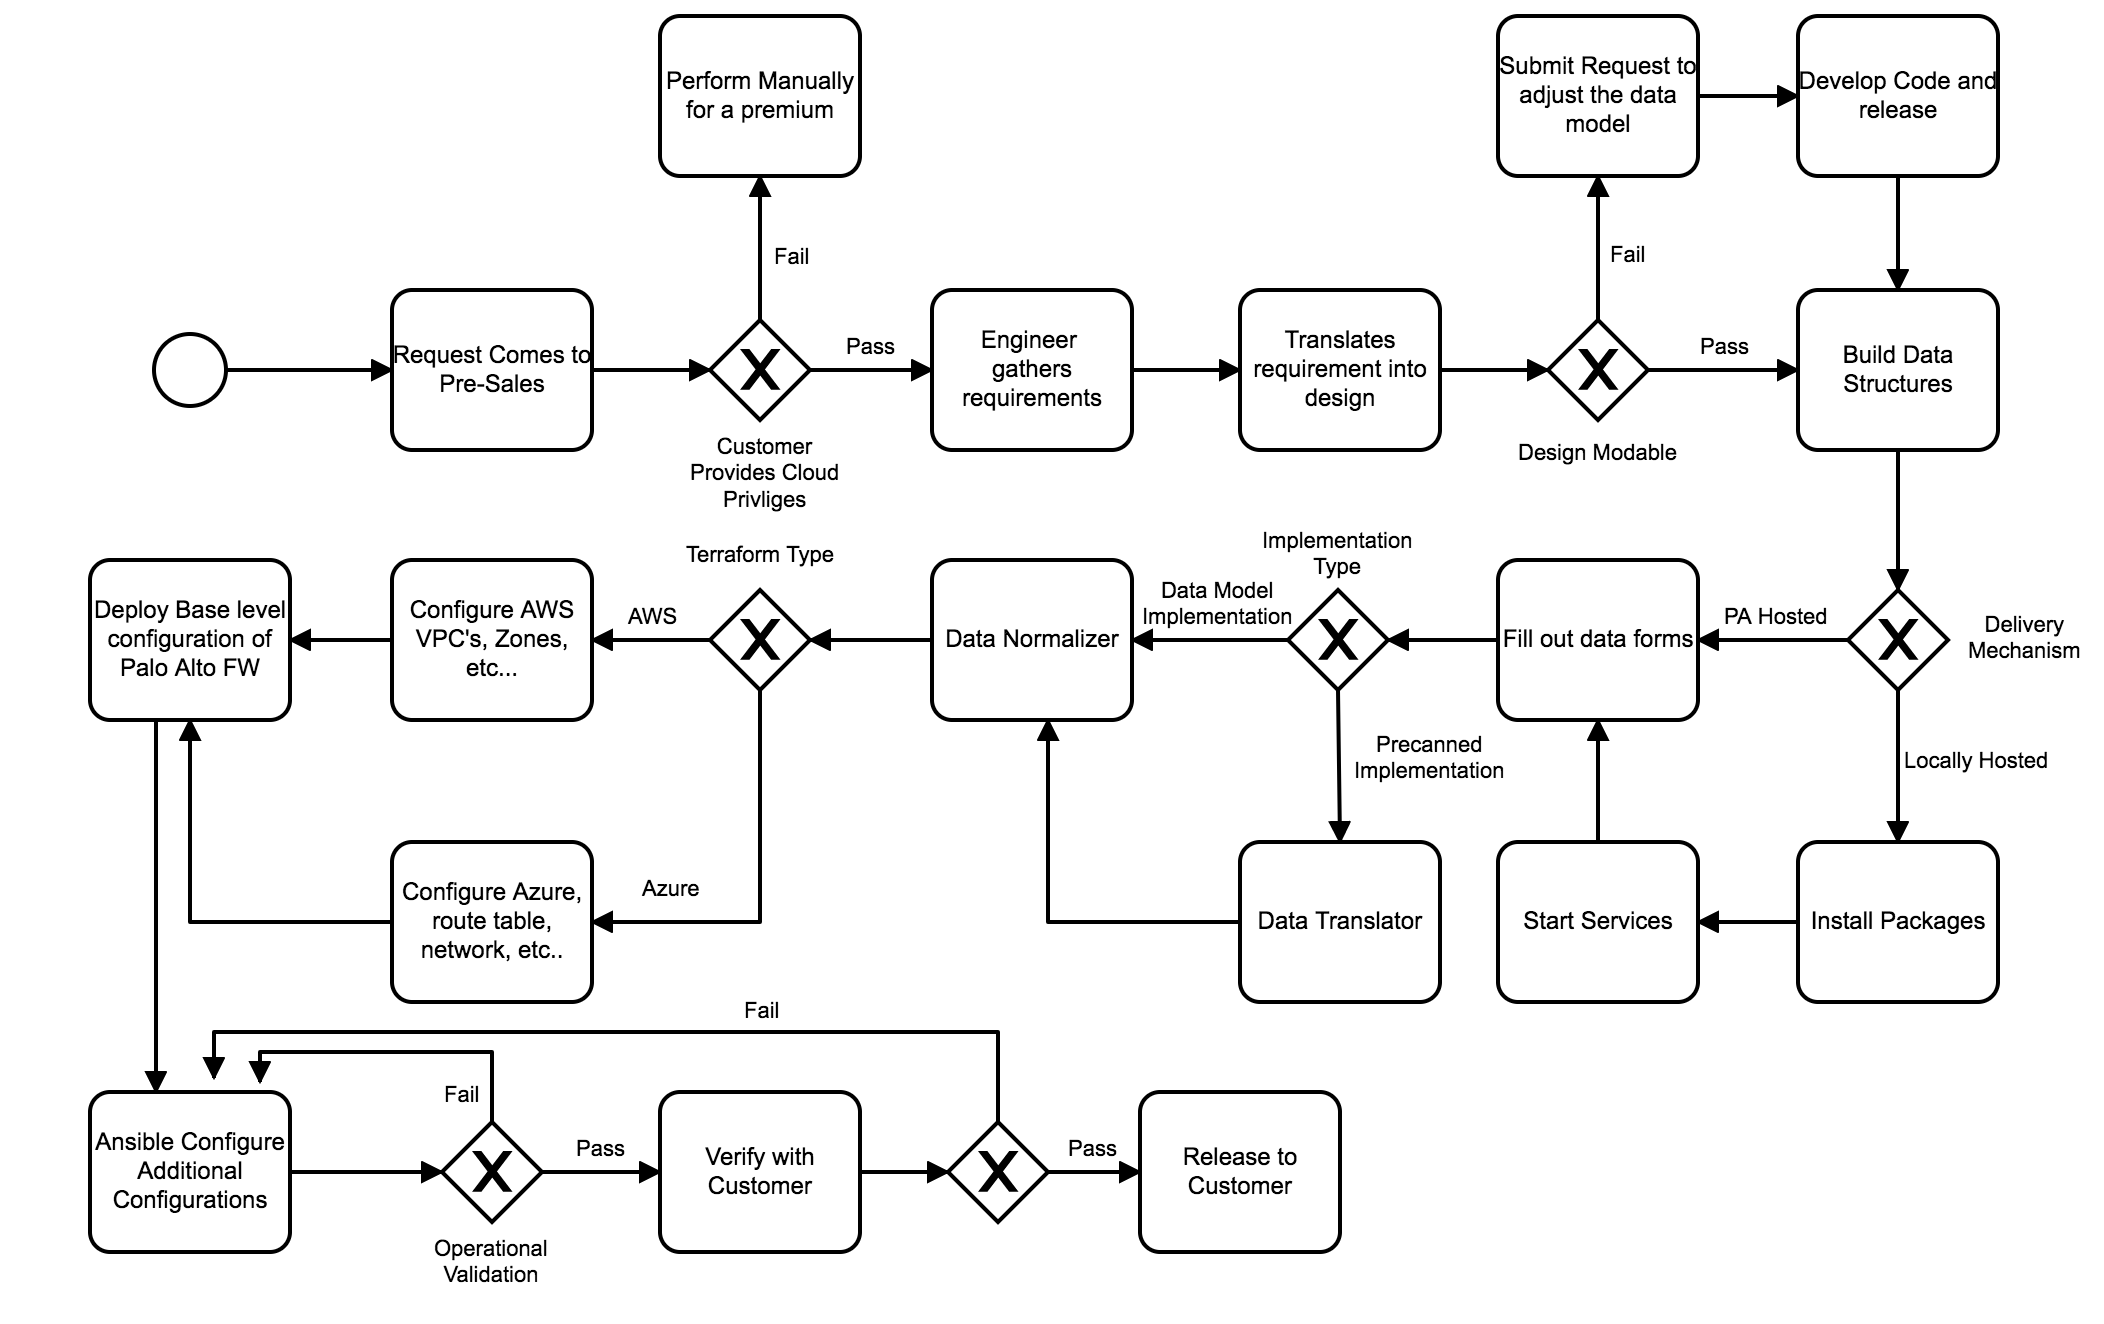 Perform Manually
for a premium
Submit Request to
adjust the data
model
Develop Code and
release
Fail
Fail
Request Comes to
Pre-Sales
X
Customer
Provides Cloud
Privliges
Pass
Engineer
gathers
requirements
Translates
requirement into
design
X
Design Modable
Pass
Build Data
Structures
Deploy Base level
configuration of
Palo Alto FW
Configure AWS
VPC's, Zones,
etc...
AWS
Terraform Type
X
Data Normalizer
Data Model
Implementation
Implementation
Type
X
Fill out data forms
PA Hosted
X
Delivery
Mechanism
Precanned
Implementation
Locally Hosted
Configure Azure,
route table,
network, etc..
Azure
Data Translator
Start Services
Install Packages
Fail
Fail
Ansible Configure
Additional
Configurations
X
Operational
Validation
Pass
Verify with
Customer
X
Pass
Release to
Customer